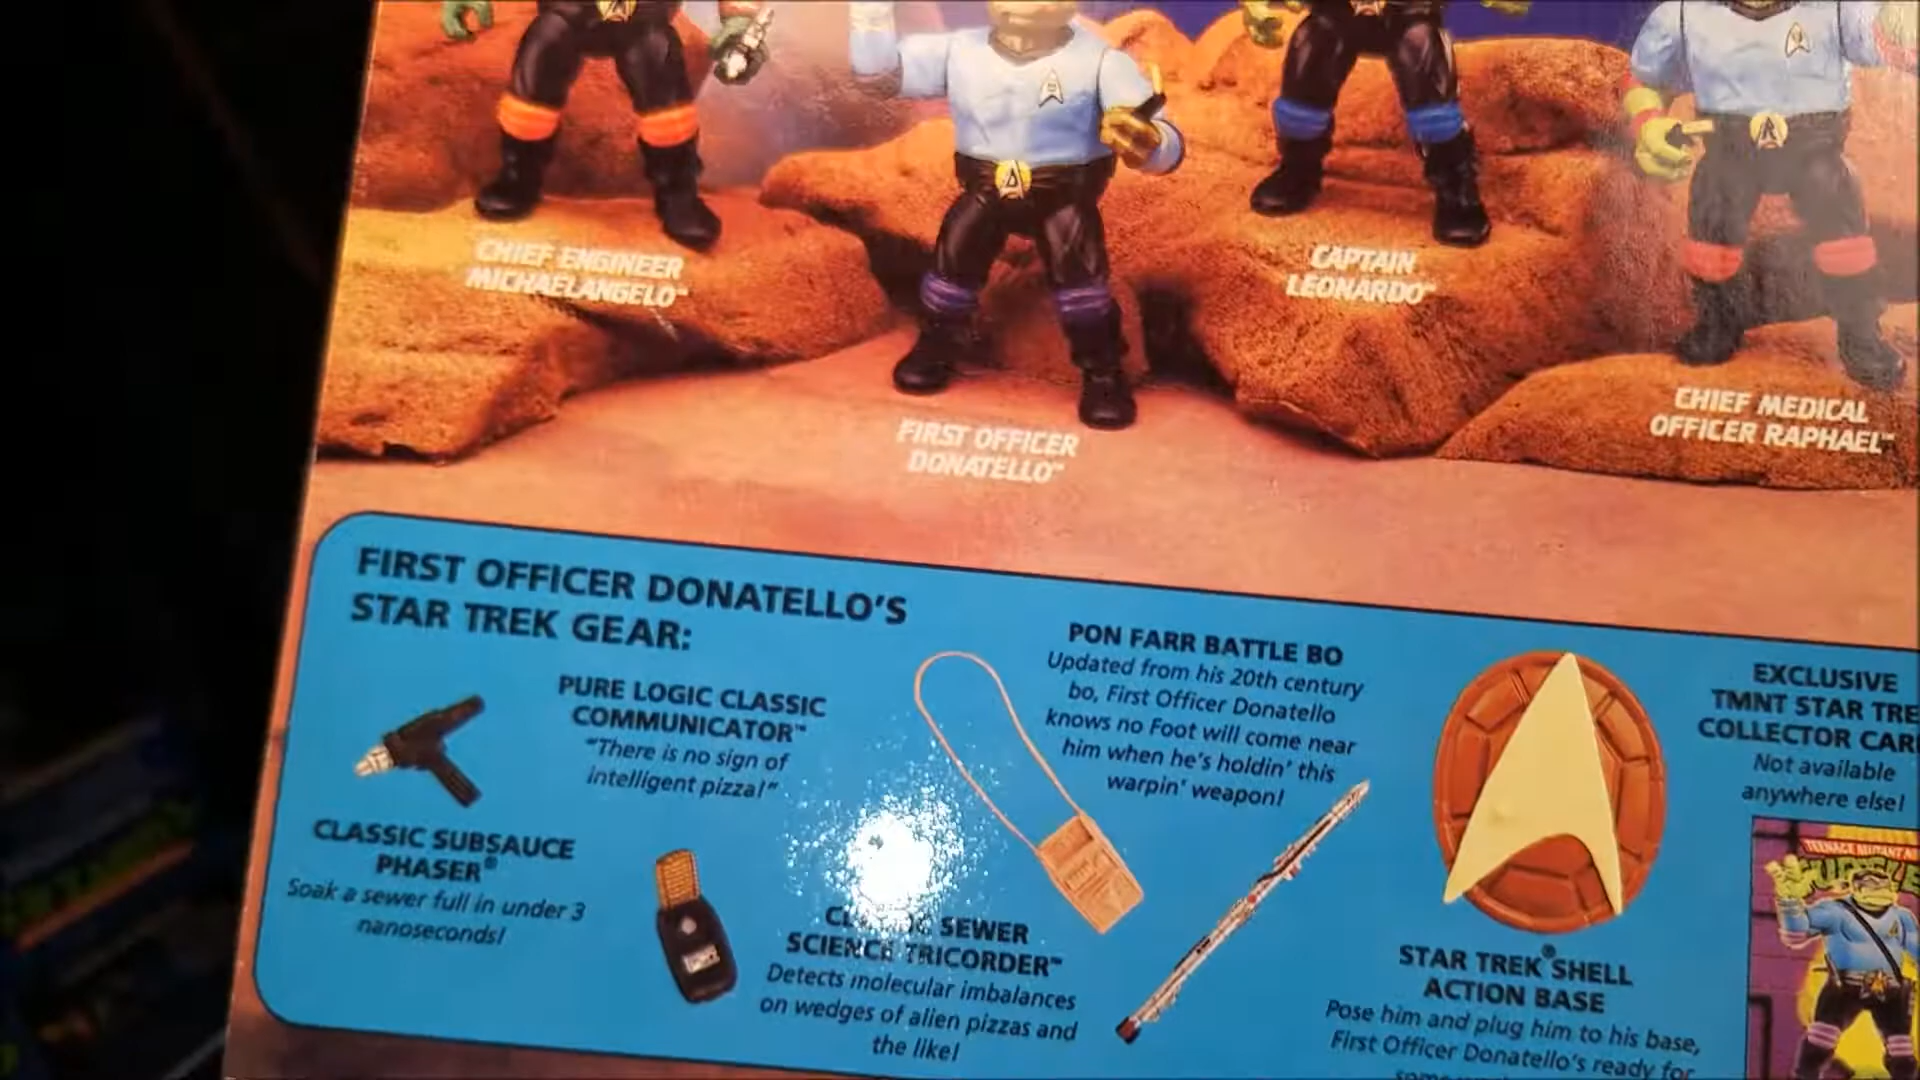 CHIEF ENGINEER
MICHAELANGELO™
FIRST OFFICER
DONATELLO™
CAPTAIN
LEONARDO™
CHIEF MEDICAL
OFFICER RAPHAEL™
FIRST OFFICER DONATELLO'S
STAR TREK GEAR:
CLASSIC SUBSAUCE
PHASER®
Soak a sewer full in under 3
nanoseconds!
PURE LOGIC CLASSIC
COMMUNICATOR™
"There is no sign of
intelligent pizza!"
SEWER
SCIENCE TRICORDER™
Detects molecular imbalances
on wedges of alien pizzas and
the like!
PON FARR BATTLE BO
Updated from his 20th century
bo, First Officer Donatello
knows no Foot will come near
him when he's holdin' this
warpin' weapon!
STAR TREK® SHELL
ACTION BASE
Pose him and plug him to his base,
First Officer Donatello's ready for
EXCLUSIVE
TMNT STAR TRE
COLLECTOR CAR
Not available
anywhere else!
TEENAGE MUTANT